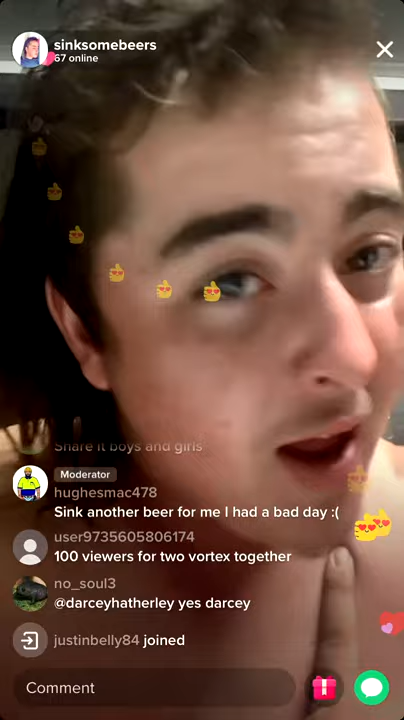 sinksomebeers
67 online
Share it boys and girls
Moderator
hughesmac478
Sink another beer for me I had a bad day :(
user9735605806174
100 viewers for two vortex together
no_soul3
@darceyhatherley yes darcey
justinbelly84 joined
Comment